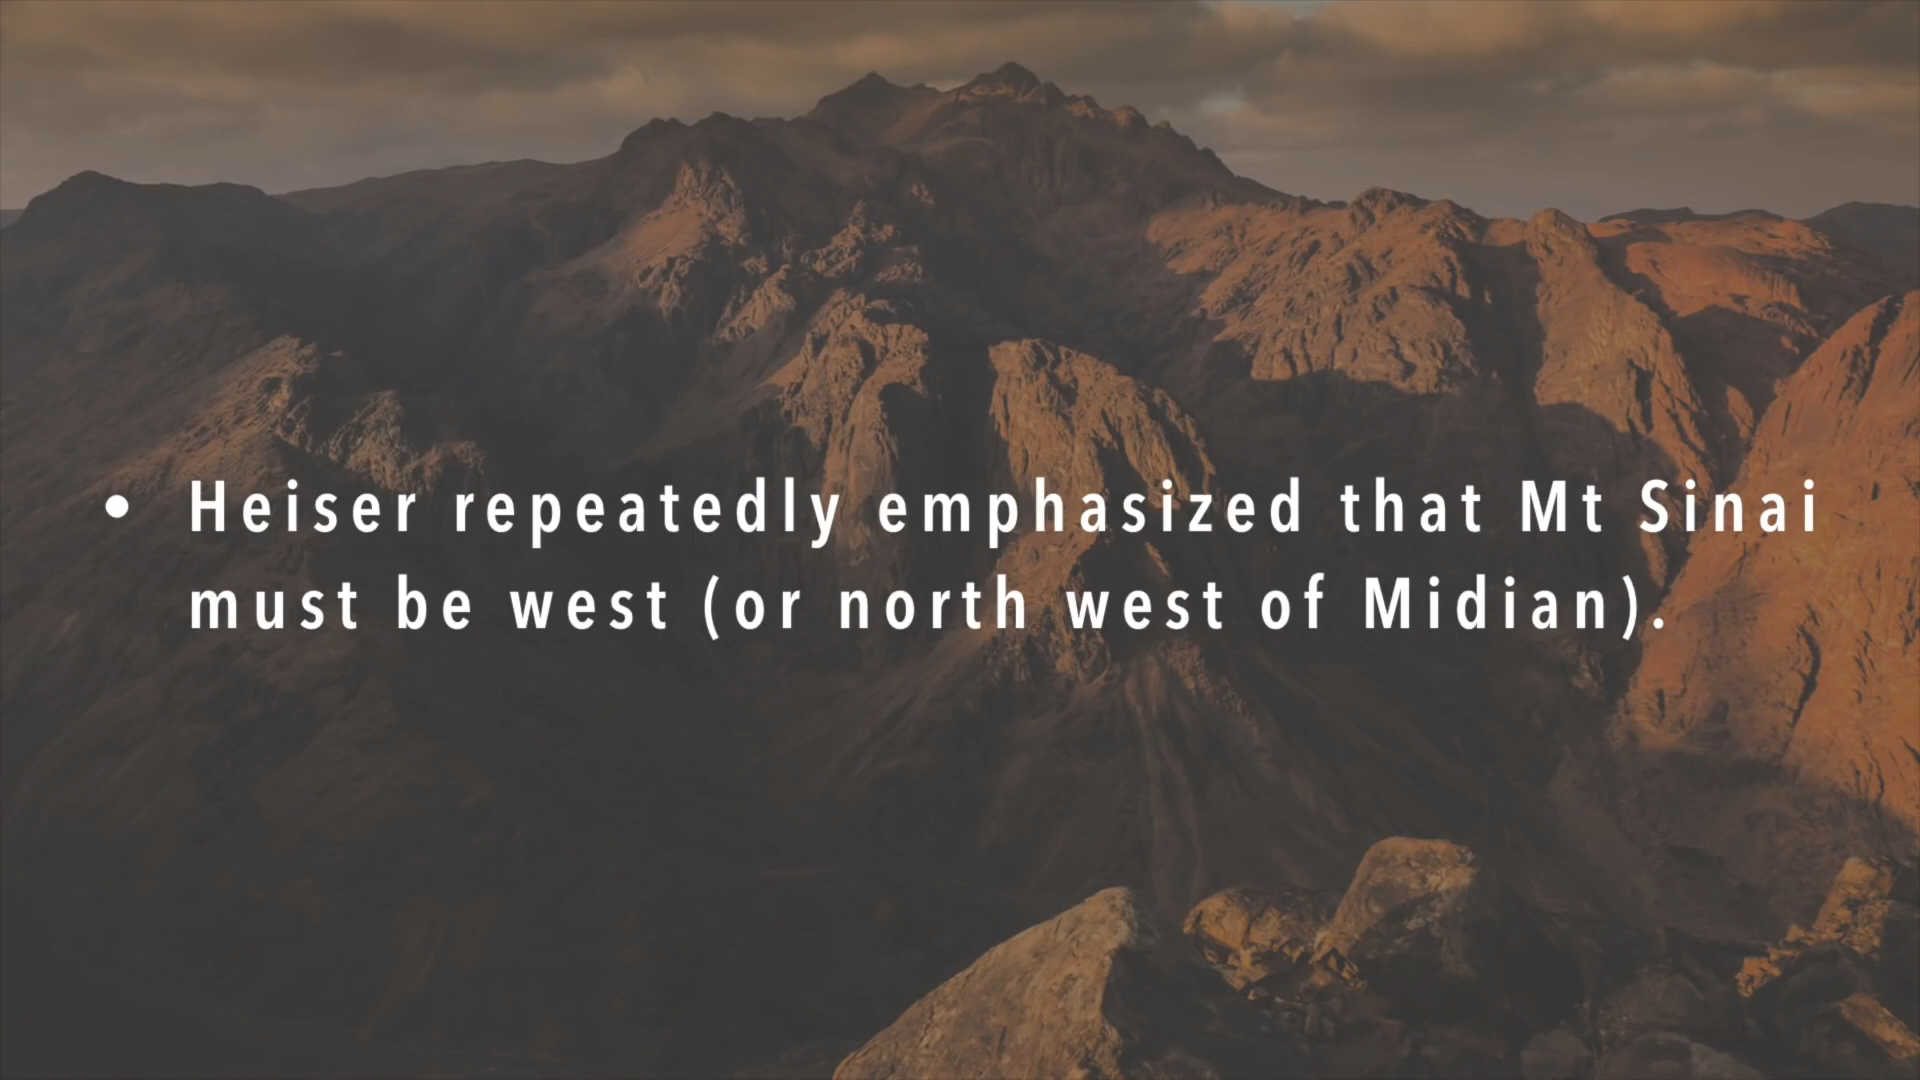 • Heiser repeatedly emphasized that Mt Sinai
must be west (or north west of Midian).